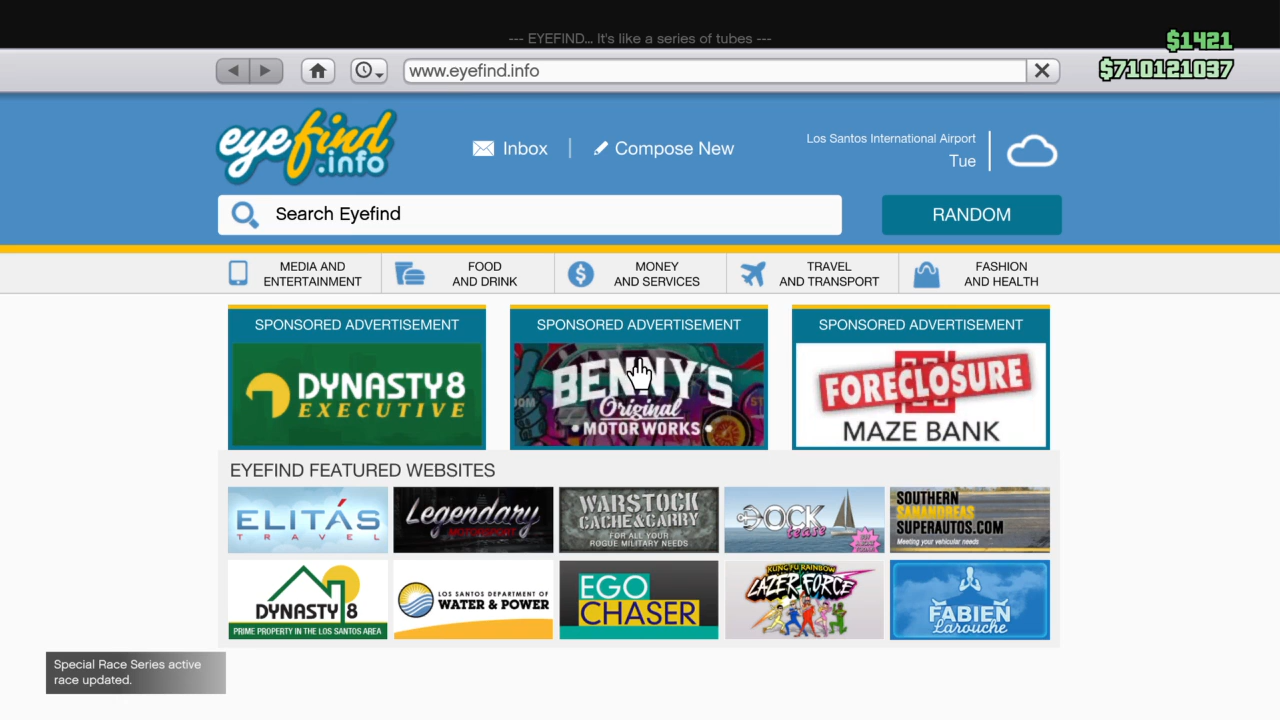 --- EYEFIND... It's like a series of tubes ---
$1421
$710121037
www.eyefind.info
eyefind
.info
Inbox
Compose New
Los Santos International Airport
Tue
Search Eyefind
RANDOM
MEDIA AND
ENTERTAINMENT
FOOD
AND DRINK
MONEY
AND SERVICES
TRAVEL
AND TRANSPORT
FASHION
AND HEALTH
SPONSORED ADVERTISEMENT
DYNASTY8
EXECUTIVE
SPONSORED ADVERTISEMENT
BENNY'S
Original
MOTOR WORKS
SPONSORED ADVERTISEMENT
FORECLOSURE
MAZE BANK
EYEFIND FEATURED WEBSITES
ELITÁS
TRAVEL
Legendary
MOTORSPORT
WARSTOCK
CACHE&CARRY
FOR ALL YOUR
ROGUE MILITARY NEEDS
DOCK
tease
SOUTHERN
SANANDREAS
SUPERAUTOS.COM
Meeting your vehicular needs
DYNASTY 8
PRIME PROPERTY IN THE LOS SANTOS AREA
LOS SANTOS DEPARTMENT OF
WATER & POWER
EGO
CHASER
KUNG FU RAINBOW
LAZER FORCE
FABIEN
Larouche
Special Race Series active
race updated.